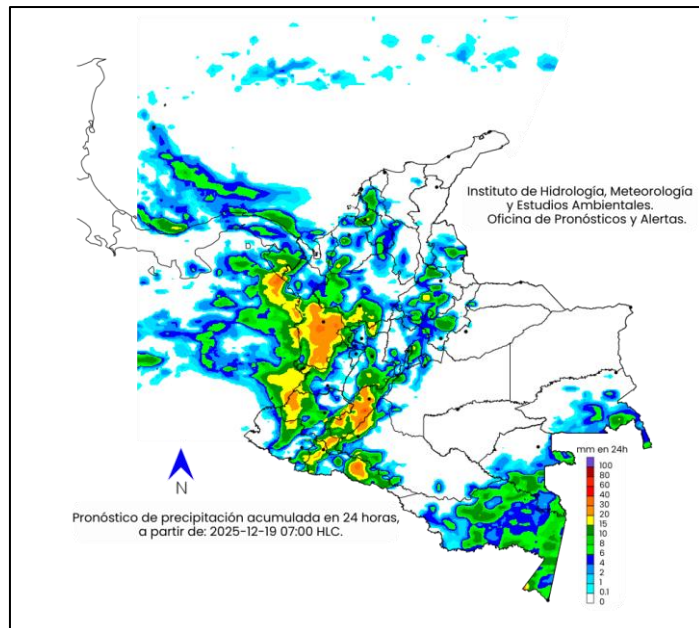 Instituto de Hidrología, Meteorología
y Estudios Ambientales.
Oficina de Pronósticos y Alertas.
N
Pronóstico de precipitación acumulada en 24 horas,
a partir de: 2025-12-19 07:00 HLC.
mm en 24h
100
80
60
40
30
20
15
10
8
6
4
2
1
0.1
0